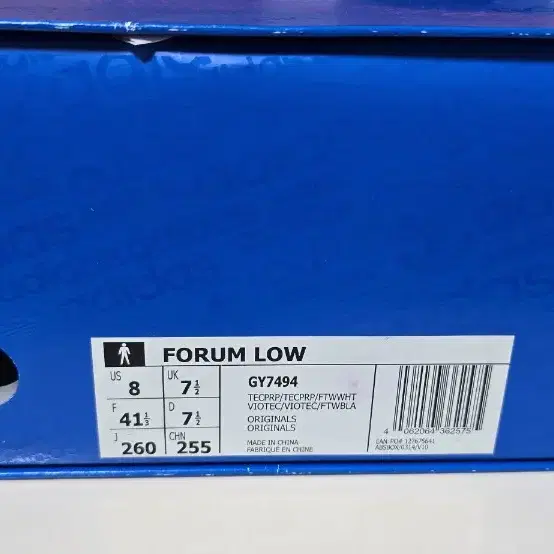 FORUM LOW
US 8
UK 7½
F 41⅓
D 7½
J 260
CHN 255
GY7494
TECPRP/TECPRP/FTWWHT
VIOTEC/VIOTEC/FTWBLA
ORIGINALS
ORIGINALS
MADE IN CHINA
FABRIQUÉ EN CHINE
4 062064 362575